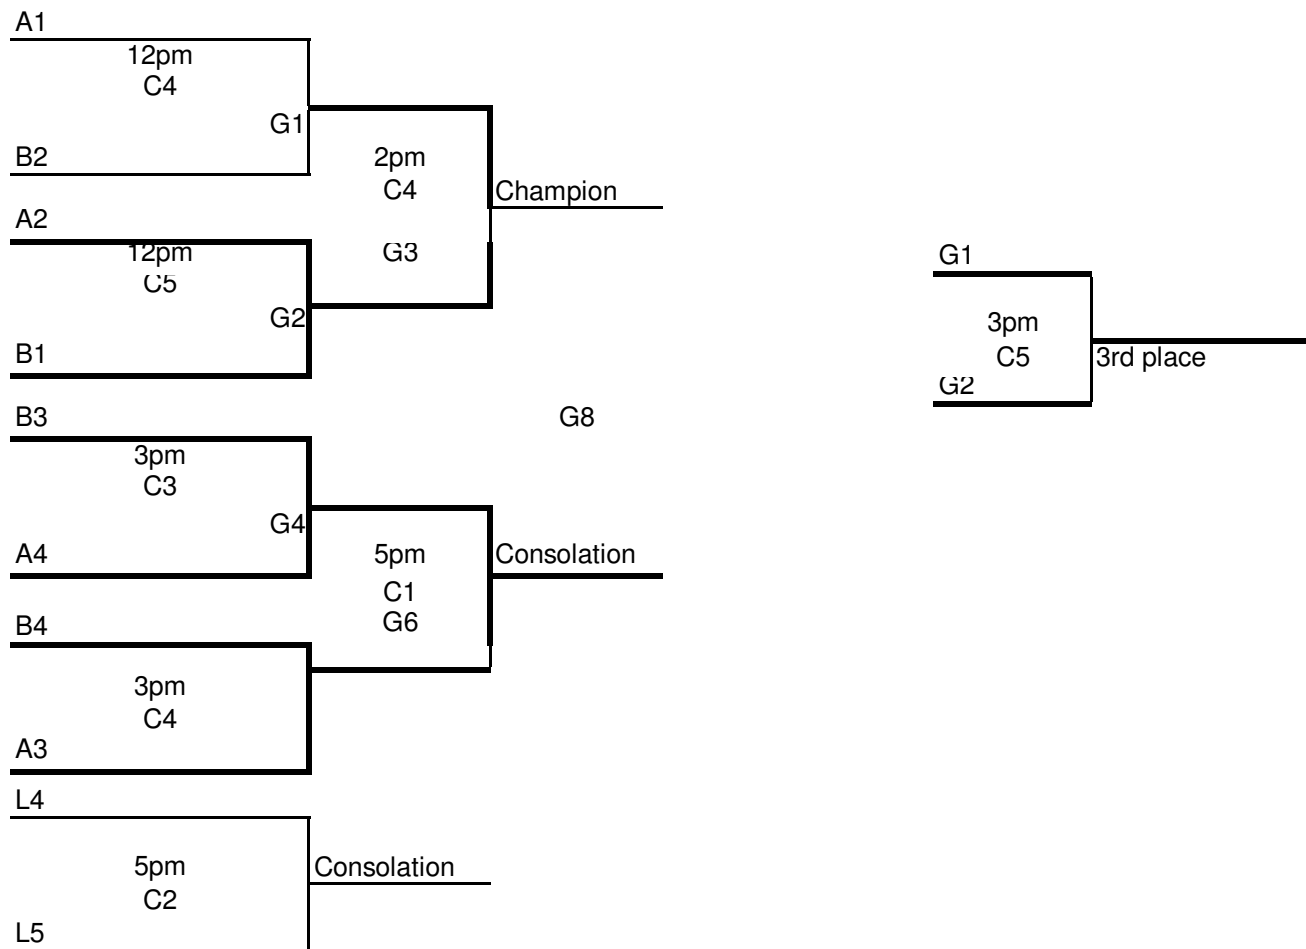 A1
12pm
C4
G1
B2
2pm
C4
Champion
A2
12pm
C5
G3
G2
B1
G1
3pm
C5
3rd place
G2
B3
3pm
C3
G8
G4
A4
5pm
C1
G6
Consolation
B4
3pm
C4
A3
L4
5pm
C2
Consolation
L5